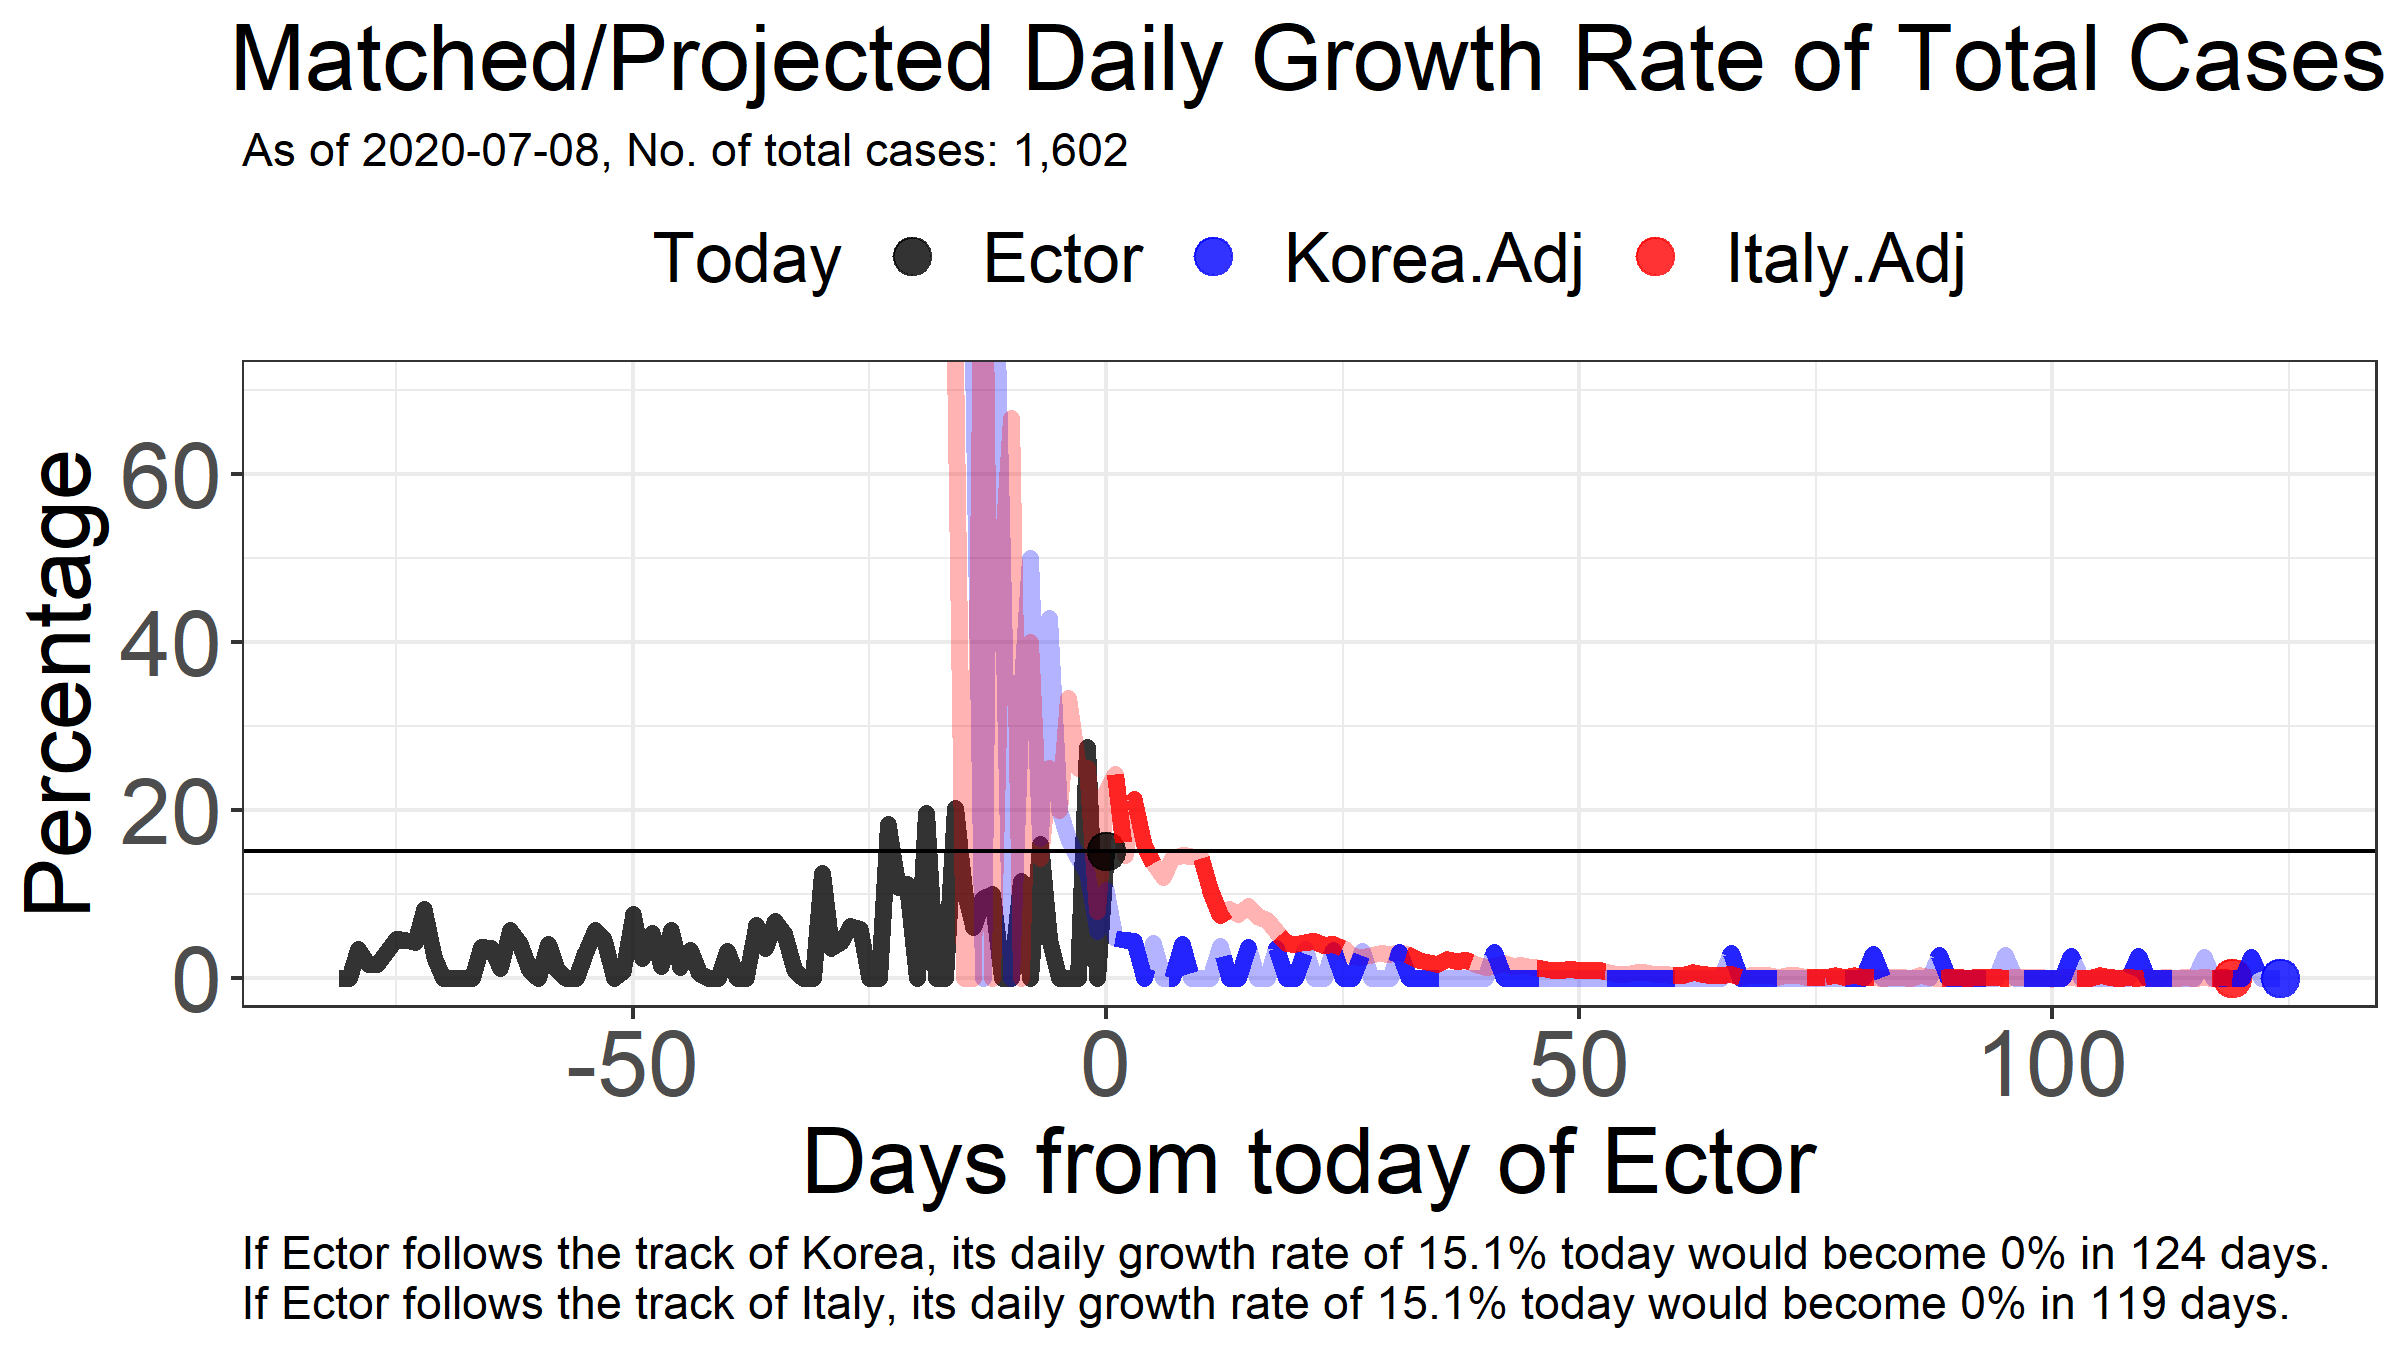 Matched/Projected Daily Growth Rate of Total Cases
As of 2020-07-08, No. of total cases: 1,602
Today Ector Korea.Adj Italy.Adj
Percentage
60
40
20
0
-50 0 50 100
Days from today of Ector
If Ector follows the track of Korea, its daily growth rate of 15.1% today would become 0% in 124 days.
If Ector follows the track of Italy, its daily growth rate of 15.1% today would become 0% in 119 days.